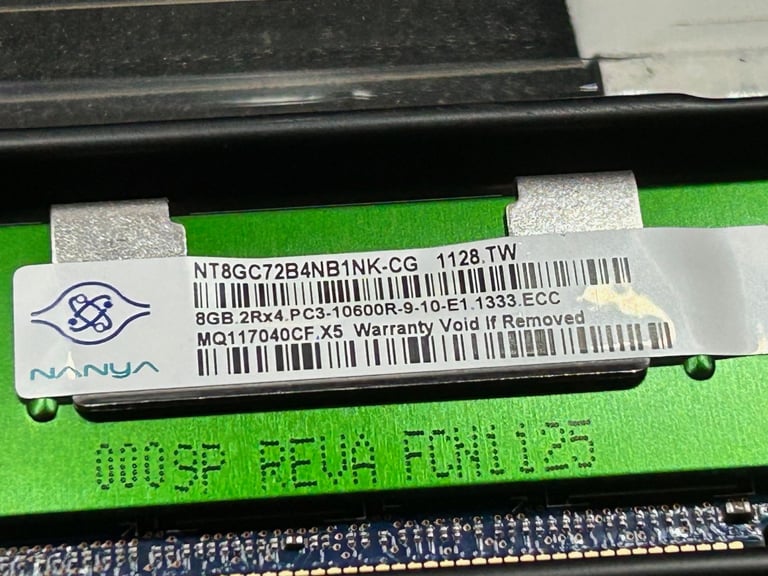 NT8GC72B4NB1NK-CG 1128.TW
8GB.2Rx4.PC3-10600R-9-10-E1.1333.ECC
MQ117040CF.X5 Warranty Void If Removed
NANYA
0009P REVA FCN1125